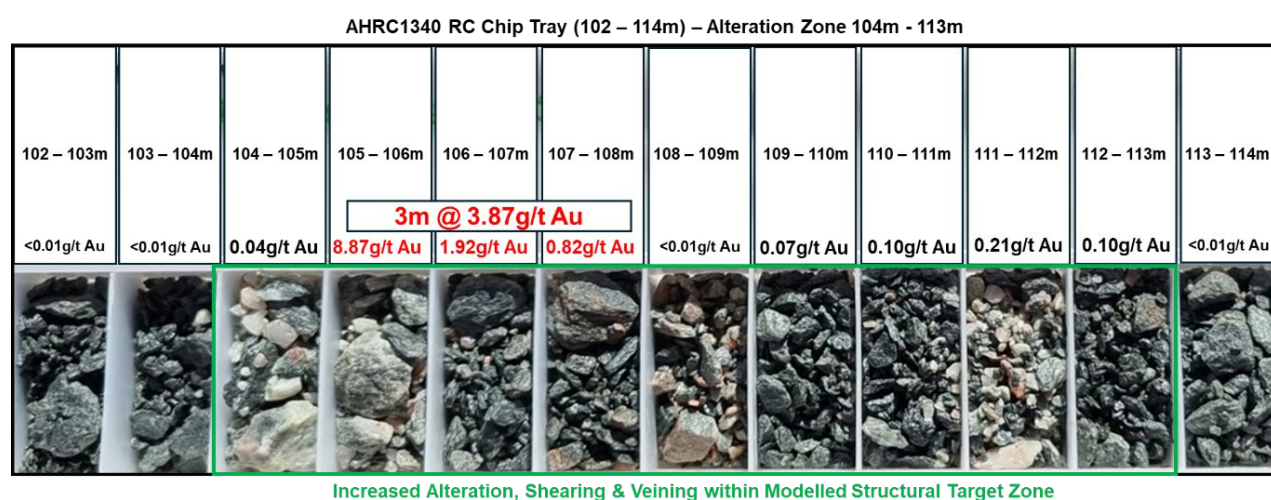 AHRC1340 RC Chip Tray (102 – 114m) – Alteration Zone 104m - 113m
102 – 103m 103 – 104m 104 – 105m 105 – 106m 106 – 107m 107 – 108m 108 – 109m 109 – 110m 110 – 111m 111 – 112m 112 – 113m 113 – 114m
3m @ 3.87g/t Au
<0.01g/t Au <0.01g/t Au 0.04g/t Au 8.87g/t Au 1.92g/t Au 0.82g/t Au <0.01g/t Au 0.07g/t Au 0.10g/t Au 0.21g/t Au 0.10g/t Au <0.01g/t Au
Increased Alteration, Shearing & Veining within Modelled Structural Target Zone